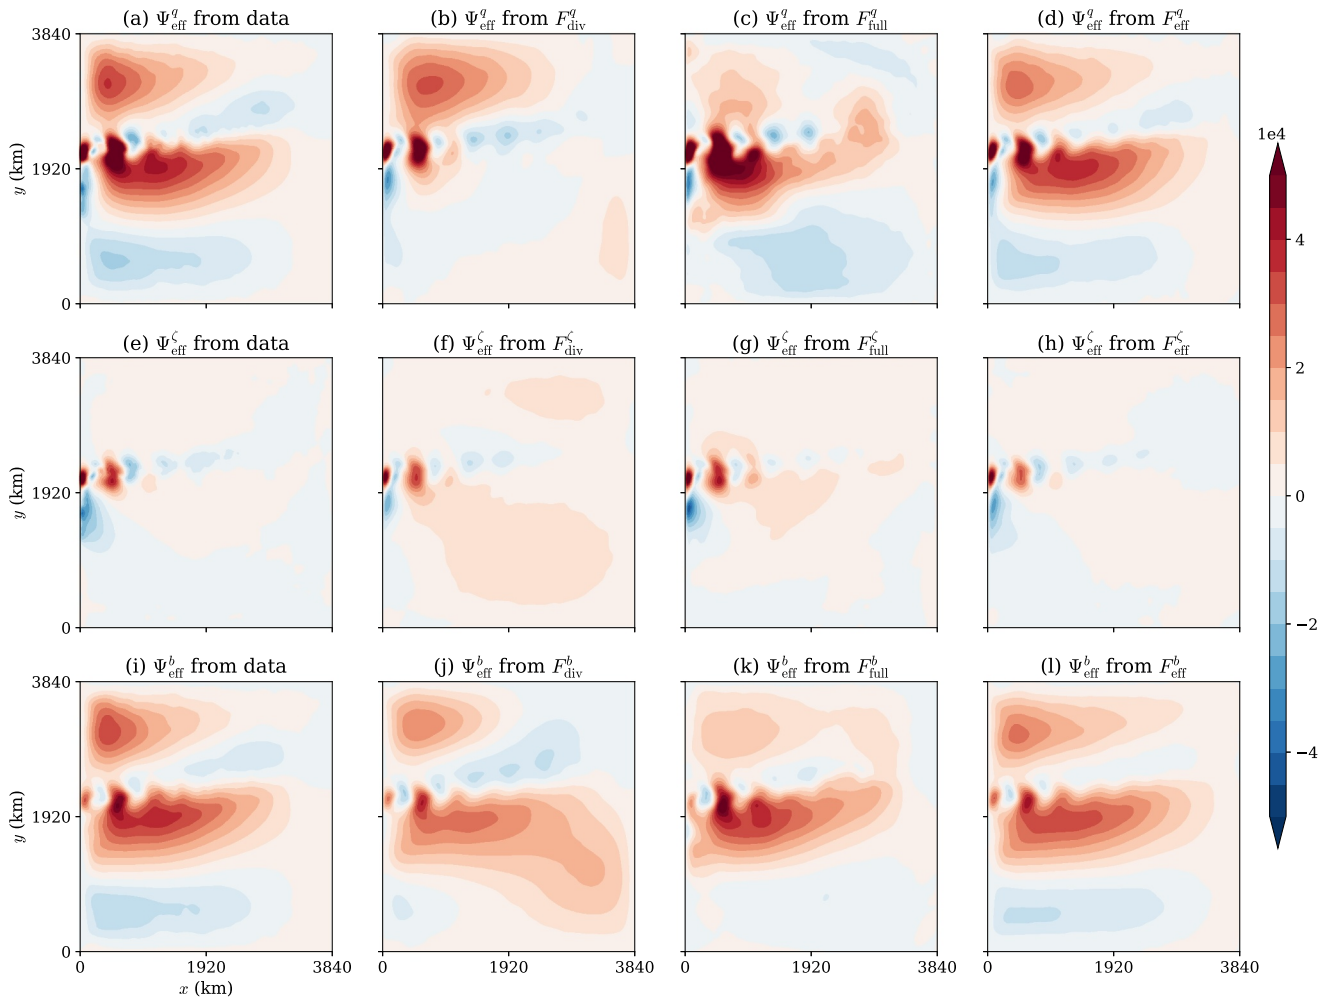 (a) Ψ^q_eff from data
(b) Ψ^q_eff from F^q_div
(c) Ψ^q_eff from F^q_full
(d) Ψ^q_eff from F^q_eff
3840
1920
0
y (km)
1e4
4
2
0
−2
−4
(e) Ψ^ζ_eff from data
(f) Ψ^ζ_eff from F^ζ_div
(g) Ψ^ζ_eff from F^ζ_full
(h) Ψ^ζ_eff from F^ζ_eff
3840
1920
0
y (km)
(i) Ψ^b_eff from data
(j) Ψ^b_eff from F^b_div
(k) Ψ^b_eff from F^b_full
(l) Ψ^b_eff from F^b_eff
3840
1920
0
y (km)
0 1920 3840
0 1920 3840
0 1920 3840
0 1920 3840
x (km)